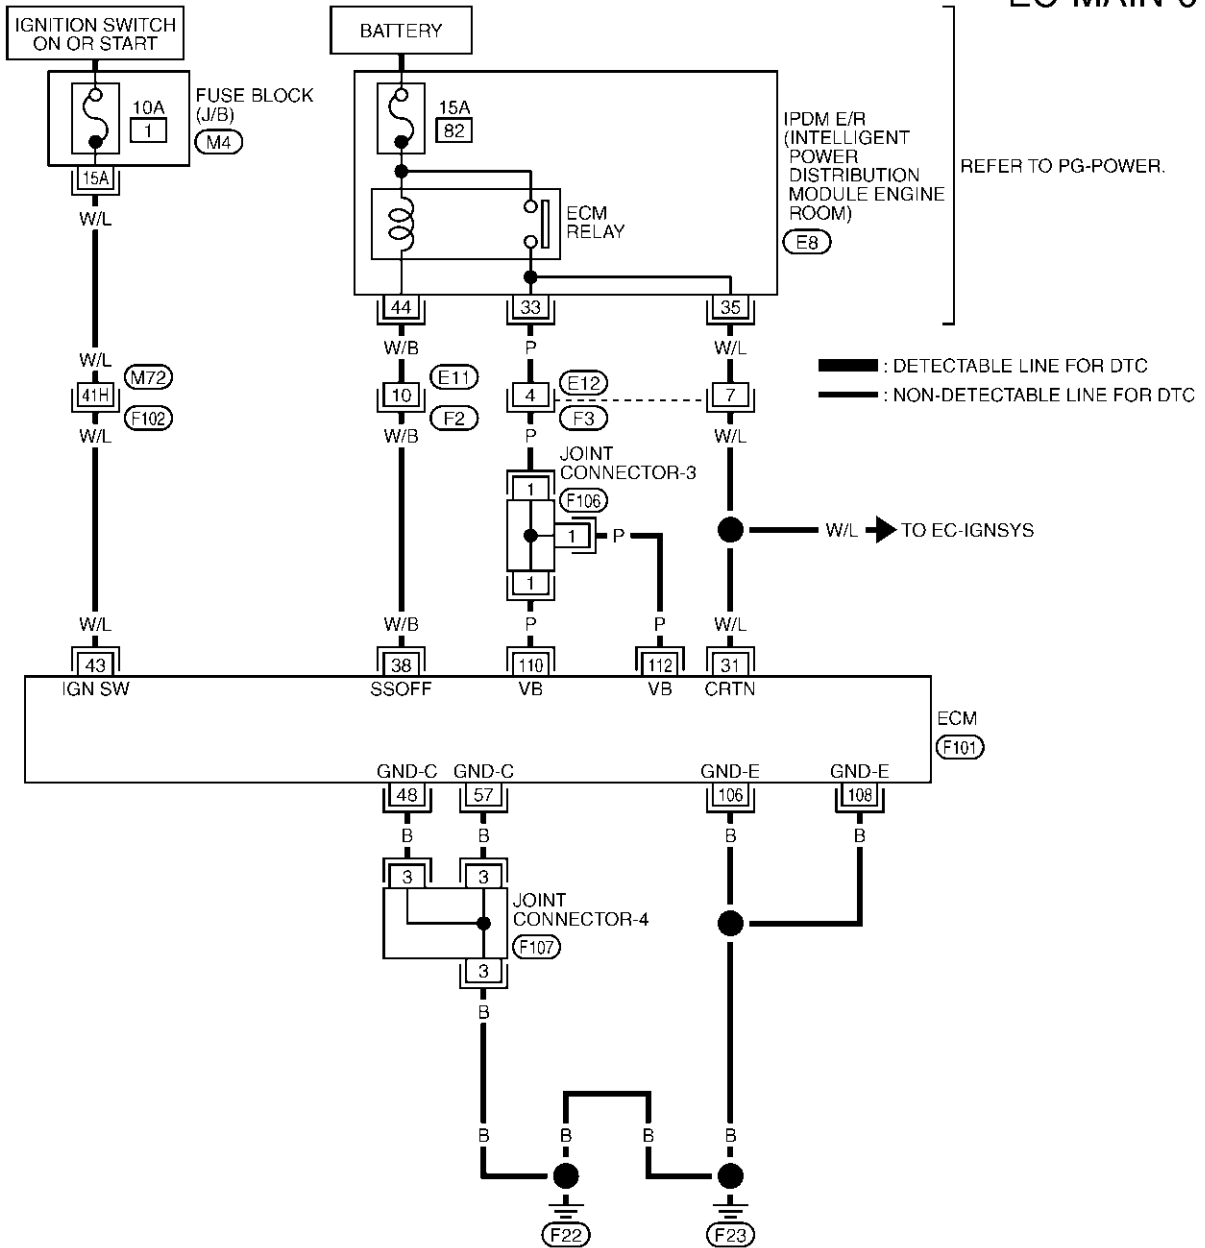 IGNITION SWITCH
ON OR START
BATTERY
10A
1
FUSE BLOCK
(J/B)
M4
15A
82
IPDM E/R
(INTELLIGENT
POWER
DISTRIBUTION
MODULE ENGINE
ROOM)
E8
REFER TO PG-POWER.
15A
W/L
ECM
RELAY
44
33
35
W/B
P
W/L
: DETECTABLE LINE FOR DTC
: NON-DETECTABLE LINE FOR DTC
W/L
M72
41H
F102
W/L
E11
10
F2
W/B
E12
4
F3
P
7
W/L
JOINT
CONNECTOR-3
1
F106
1
P
1
W/L
TO EC-IGNSYS
W/L
W/B
P
P
W/L
43
38
110
112
31
IGN SW
SSOFF
VB
VB
CRTN
ECM
F101
GND-C
GND-C
GND-E
GND-E
48
57
106
108
B
B
B
B
3
3
JOINT
CONNECTOR-4
F107
3
B
B
B
B
B
F22
F23